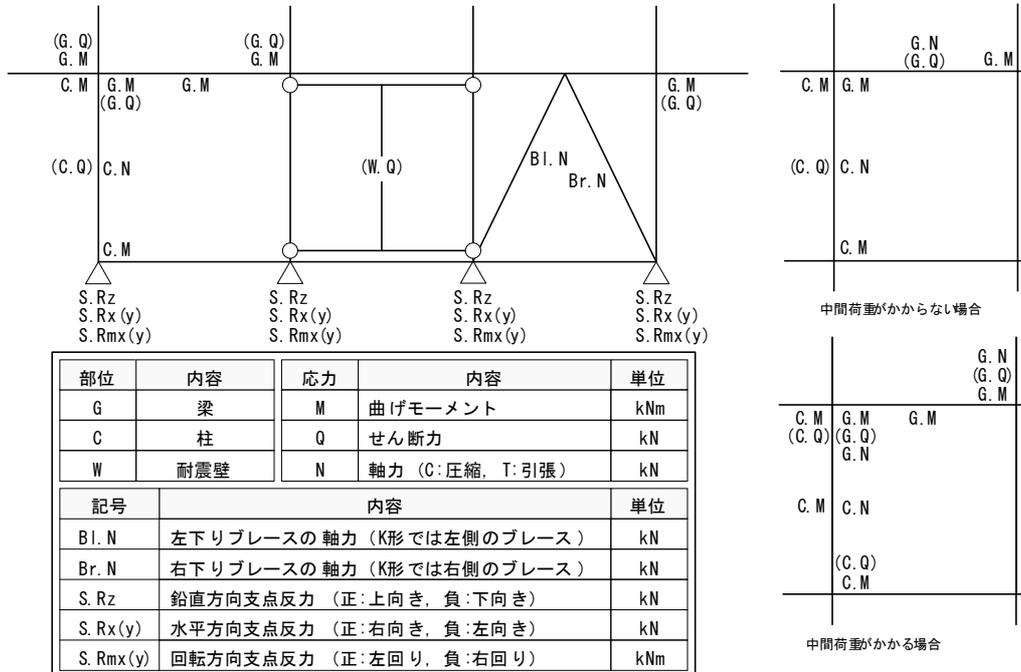 (G.Q) (G.Q)
G.M G.M
C.M G.M G.M G.M
(G.Q) (G.Q)
(C.Q) C.N (W.Q) Bl.N
Br.N
C.M
S.Rz S.Rz S.Rz S.Rz
S.Rx(y) S.Rx(y) S.Rx(y) S.Rx(y)
S.Rmx(y) S.Rmx(y) S.Rmx(y) S.Rmx(y)
G.N
(G.Q) G.M
C.M G.M
(C.Q) C.N
C.M
中間荷重がかからない場合
部位 内容 応力 内容 単位
G 梁 M 曲げモーメント kNm
C 柱 Q せん断力 kN
W 耐震壁 N 軸力 (C:圧縮, T:引張) kN
記号 内容 単位
Bl.N 左下りブレースの軸力 (K形では左側のブレース) kN
Br.N 右下りブレースの軸力 (K形では右側のブレース) kN
S.Rz 鉛直方向支点反力 (正:上向き, 負:下向き) kN
S.Rx(y) 水平方向支点反力 (正:右向き, 負:左向き) kN
S.Rmx(y) 回転方向支点反力 (正:左回り, 負:右回り) kNm
G.N
(G.Q)
G.M
C.M G.M G.M
(C.Q) (G.Q)
G.N
C.M C.N
(C.Q)
C.M
中間荷重がかかる場合